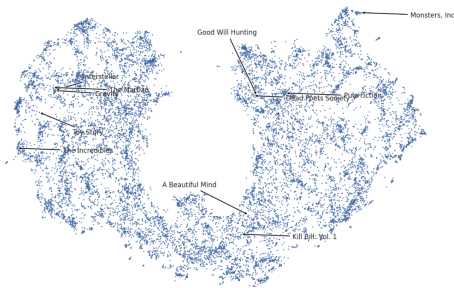 Monsters, Inc
Good Will Hunting
Interstellar
The Martian
Gravity
Pulp Fiction
Dead Poets Society
Toy Story
The Incredibles
A Beautiful Mind
Kill Bill: Vol. 1